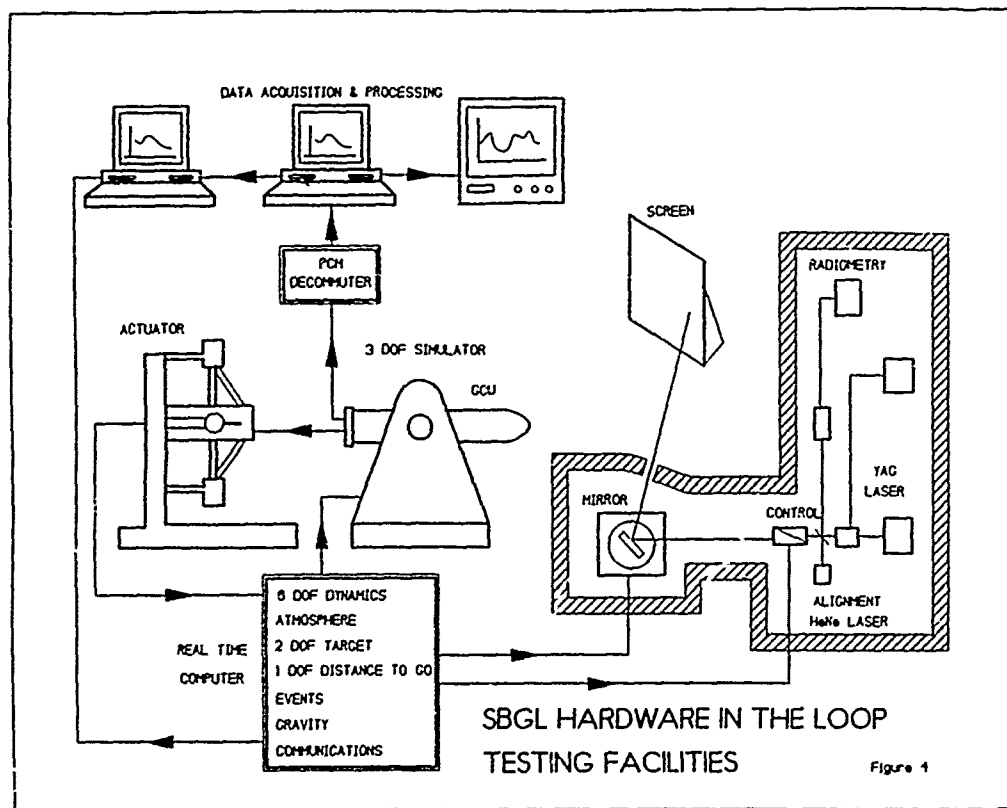 DATA ACQUISITION & PROCESSING
SCREEN
RADIOMETRY
PCM
DECOMMUTER
ACTUATOR
3 DOF SIMULATOR
GCU
YAG
LASER
MIRROR
CONTROL
ALIGNMENT
HeNe LASER
REAL TIME
COMPUTER
6 DOF DYNAMICS
ATMOSPHERE
2 DOF TARGET
1 DOF DISTANCE TO GO
EVENTS
GRAVITY
COMMUNICATIONS
SBGL HARDWARE IN THE LOOP
TESTING FACILITIES
Figure 4